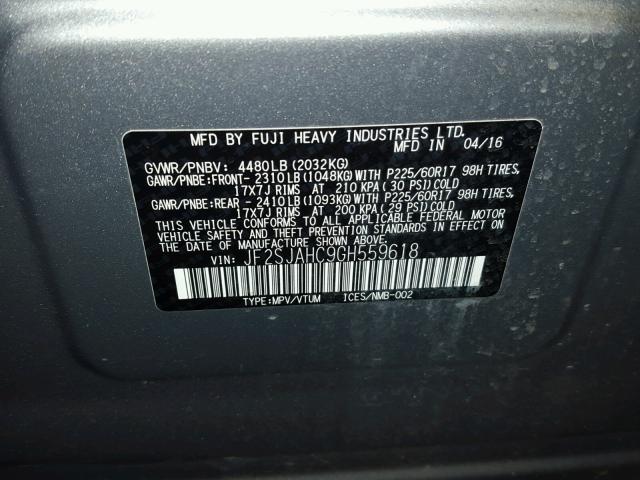 MFD BY FUJI HEAVY INDUSTRIES LTD.
MFD IN 04/16
GVWR/PNBV: 4480LB (2032KG)
GAWR/PNBE:FRONT-2310LB (1048KG) WITH P225/60R17 98H TIRES,
17X7J RIMS AT 210 KPA (30 PSI) COLD
GAWR/PNBE:REAR - 2410LB (1093KG) WITH P225/60R17 98H TIRES,
17X7J RIMS AT 200 KPA (29 PSI) COLD
THIS VEHICLE CONFORMS TO ALL APPLICABLE FEDERAL MOTOR
VEHICLE SAFETY STANDARDS IN EFFECT ON THE DATE OF
MANUFACTURE SHOWN ABOVE.
VIN: JF2SJAHC9GH559618
TYPE:MPV/VTUM ICES/NMB-002